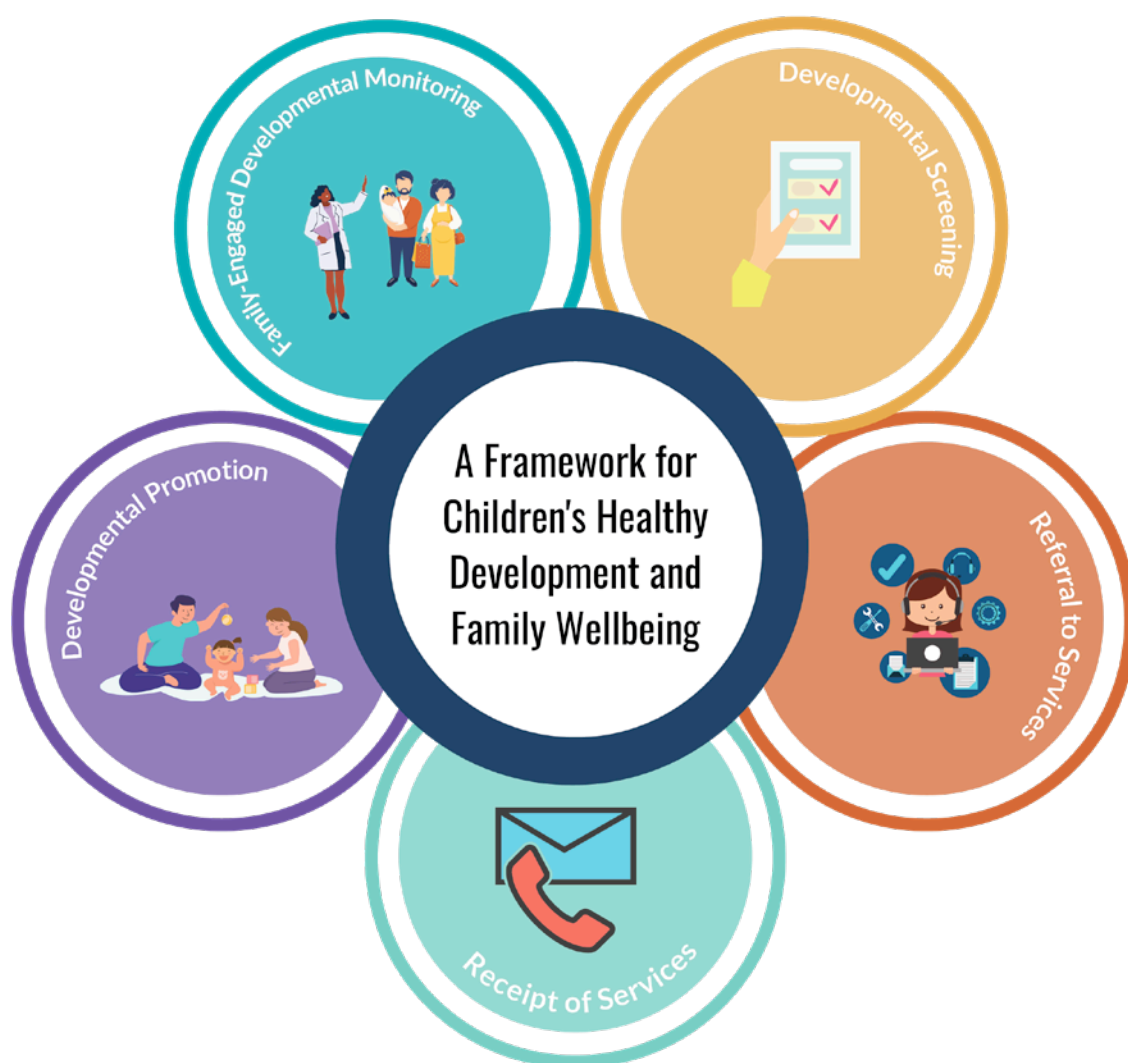 Family-Engaged Developmental Monitoring
Developmental Screening
Developmental Promotion
A Framework for
Children's Healthy
Development and
Family Wellbeing
Referral to Services
Receipt of Services